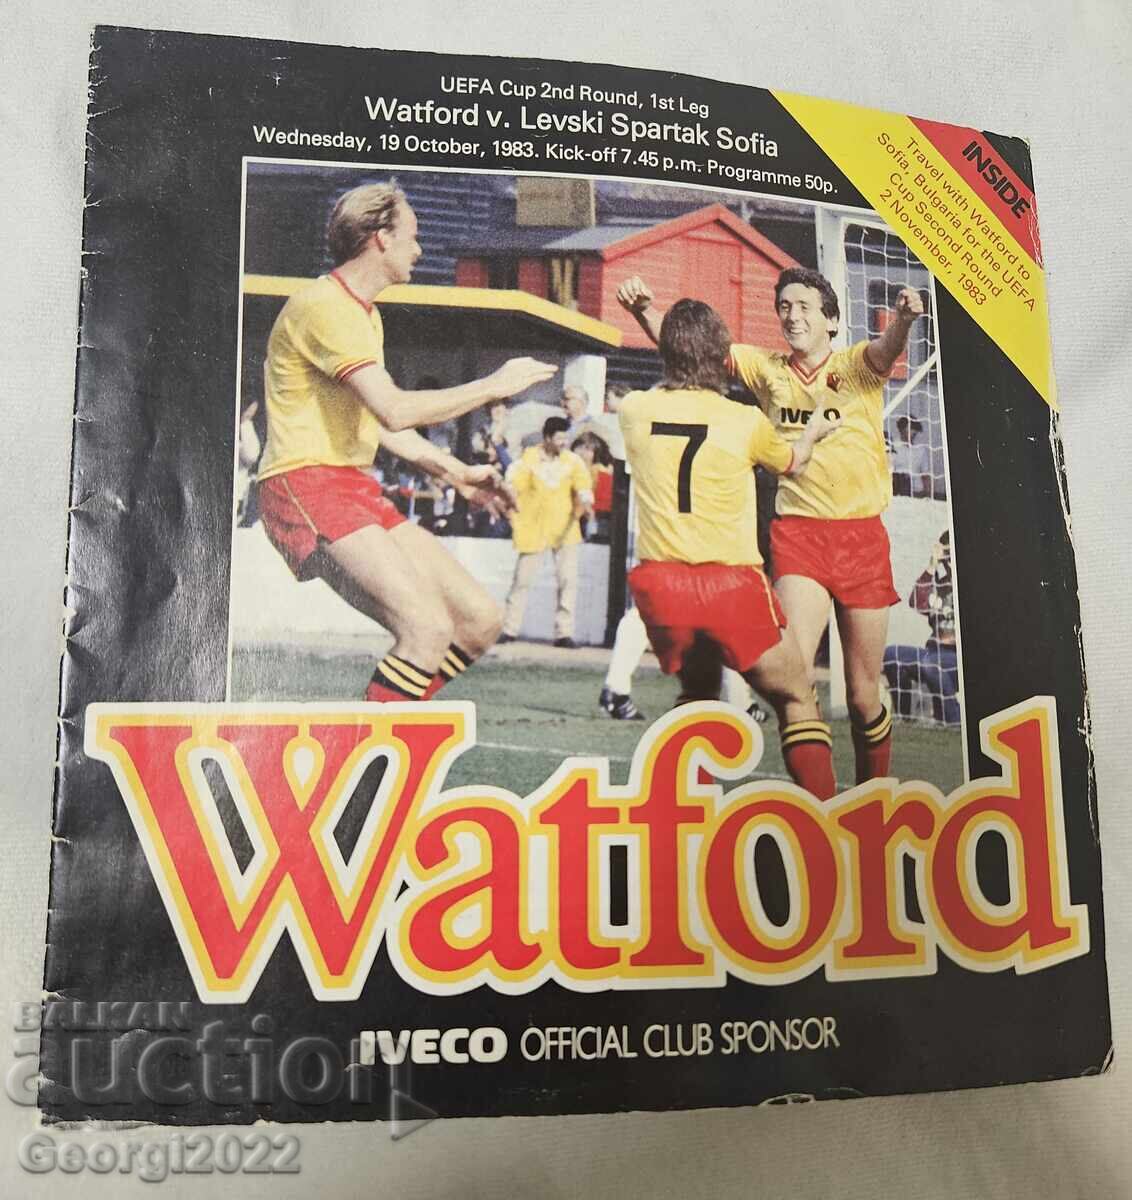 UEFA Cup 2nd Round, 1st Leg
Watford v. Levski Spartak Sofia
Wednesday, 19 October, 1983. Kick-off 7.45 p.m. Programme 50p.
INSIDE
Travel with Watford to
Sofia, Bulgaria for the UEFA
Cup Second Round
2 November, 1983
IVECO
7
Watford
IVECO OFFICIAL CLUB SPONSOR
BALKAN
auction
Georgi2022